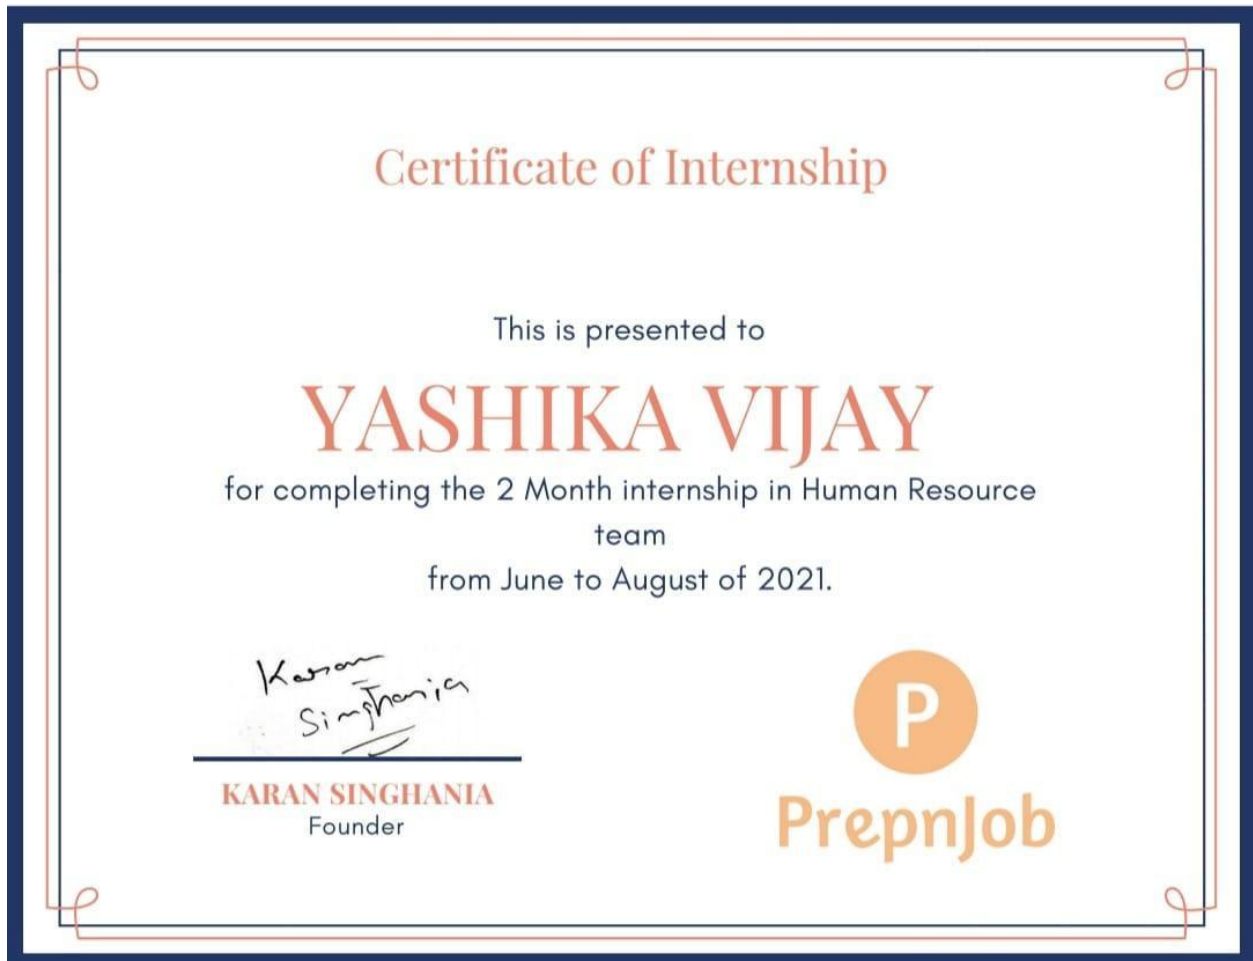 Certificate of Internship
This is presented to
YASHIKA VIJAY
for completing the 2 Month internship in Human Resource
team
from June to August of 2021.
Karan
Singhania
KARAN SINGHANIA
Founder
P
PrepnJob